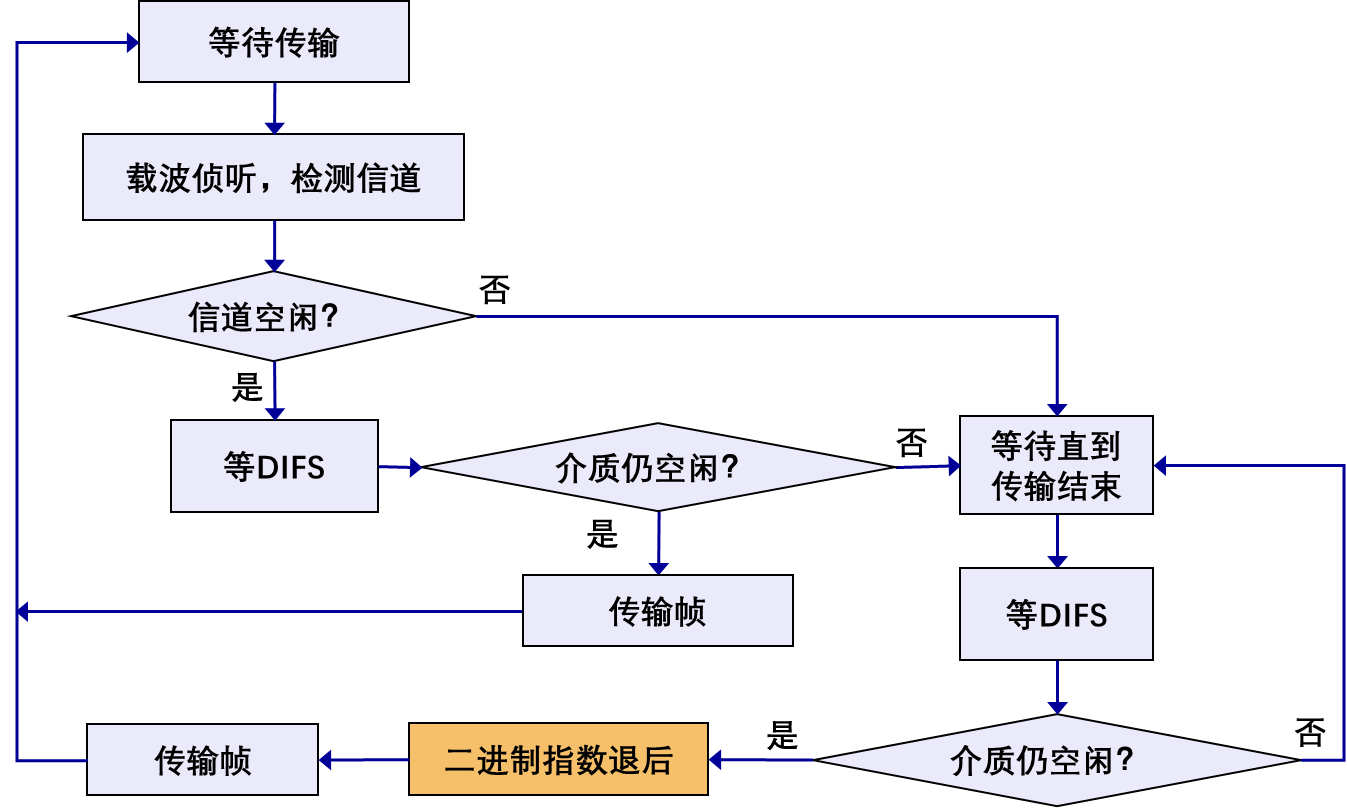 等待传输
载波侦听，检测信道
信道空闲?
否
是
等DIFS
介质仍空闲?
否
等待直到
传输结束
是
传输帧
等DIFS
传输帧
二进制指数退后
是
介质仍空闲?
否